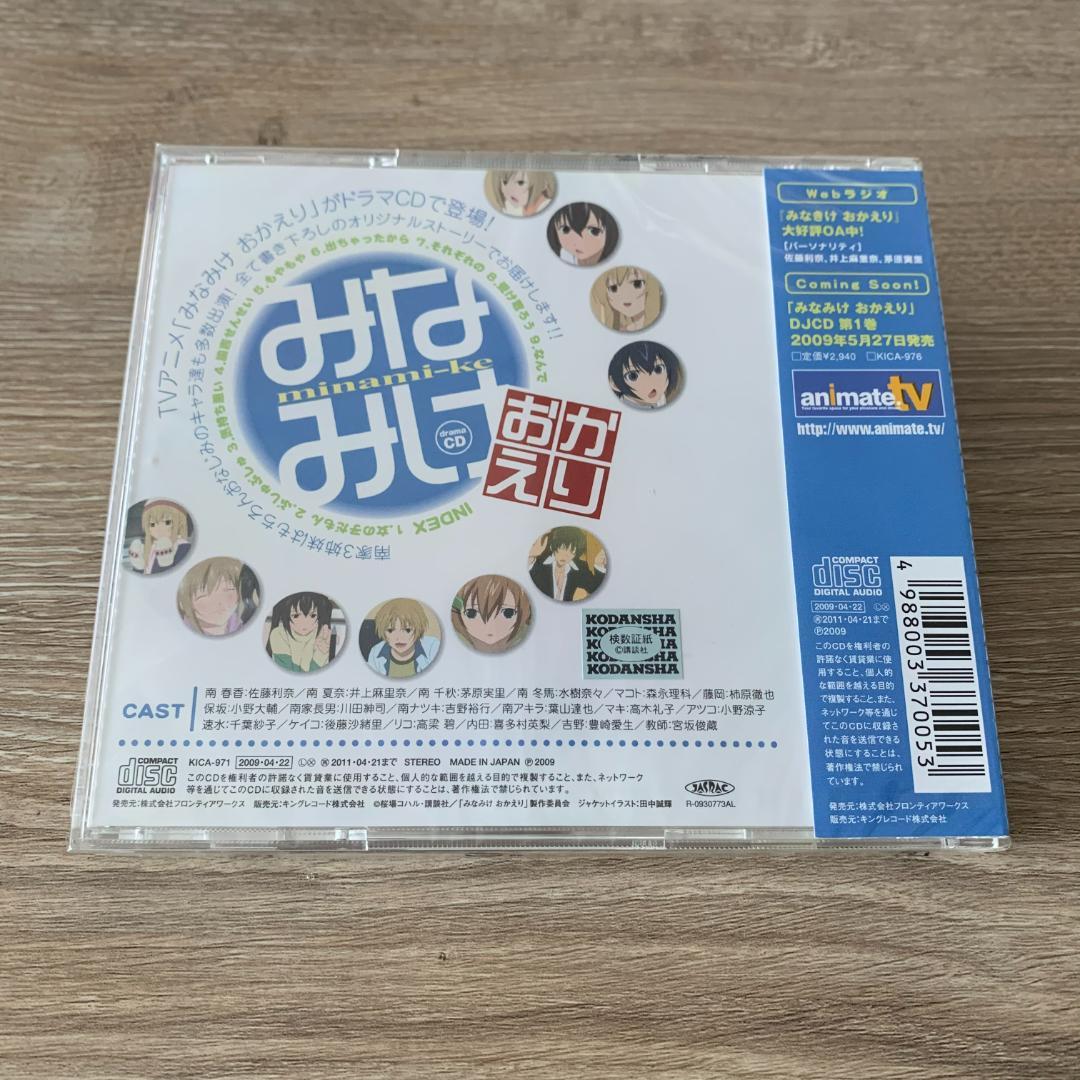 TVアニメ「みなみけ おかえり」がドラマCDで登場!
全て書き下ろしのオリジナルストーリーでお届けします!!
南家3姉妹はもちろんおなじみのキャラ達も多数出演!
INDEX 1.女の子だもん 2.ぷしゅぷしゅ 3.気持ち悪い 4.国語せんせい 5.もやもや 6.出ちゃったから 7.それぞれの 8.受け取ろう 9.なんで
みな
minami-ke
みけ
drama
CD
おか
えり
KODANSHA
検数証紙
©講談社
KODANSHA
CAST
南 春香:佐藤利奈/南 夏奈:井上麻里奈/南 千秋:茅原実里/南 冬馬:水樹奈々/マコト:森永理科/藤岡:柿原徹也
保坂:小野大輔/南家長男:川田紳司/南ナツキ:吉野裕行/南アキラ:葉山達也/マキ:高木礼子/アツコ:小野涼子
速水:千葉紗子/ケイコ:後藤沙緒里/リコ:高梁 碧/内田:喜多村英梨/吉野:豊崎愛生/教師:宮坂俊蔵
COMPACT
disc
DIGITAL AUDIO
KICA-971 2009・04・22 Ⓛ Ⓧ 2011・04・21まで STEREO MADE IN JAPAN Ⓟ2009
このCDを権利者の許諾なく賃貸業に使用すること、個人的な範囲を越える目的で複製すること、また、ネットワーク
等を通じてこのCDに収録された音を送信できる状態にすることは、著作権法で禁じられています。
発売元:株式会社フロンティアワークス 販売元:キングレコード株式会社 ©桜場コハル・講談社/「みなみけ おかえり」製作委員会 ジャケットイラスト:田中誠輝
JASRAC
R-0930773AL
Webラジオ
『みなきけ おかえり』
大好評OA中!
【パーソナリティ】
佐藤利奈、井上麻里奈、茅原実里
Coming Soon!
「みなみけ おかえり」
DJCD 第1巻
2009年5月27日発売
□定価¥2,940 □KICA-976
animate.tv
Your favorite space for your pleasure and enjoy
http://www.animate.tv/
COMPACT
disc
DIGITAL AUDIO
2009・04・22 Ⓛ Ⓧ
2011・04・21まで
Ⓟ2009
このCDを権利者の
許諾なく賃貸業に使
用すること、個人的
な範囲を越える目的
で複製すること、ま
た、ネットワーク等を通じ
てこのCDに収録され
た音を送信できる
状態にすることは、
著作権法で禁じられ
ています。
4 988003 370053
発売元:株式会社フロンティアワークス
販売元:キングレコード株式会社